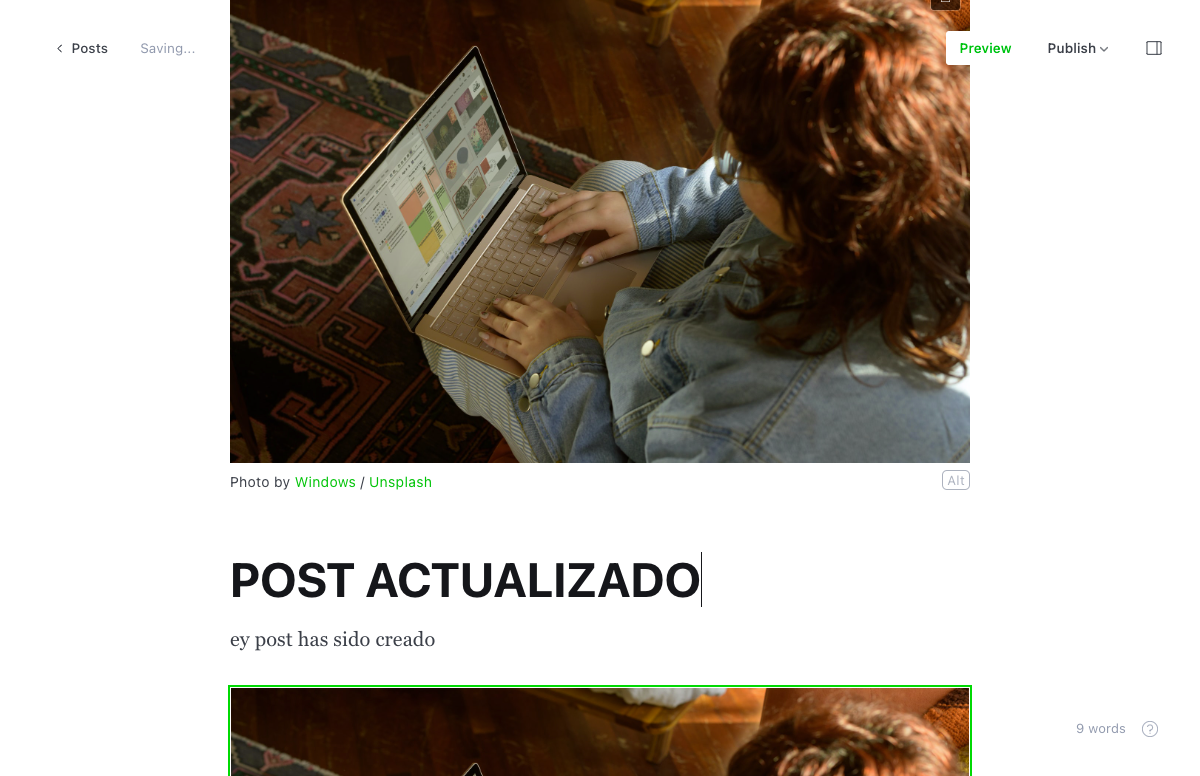 Posts Saving... Preview Publish
Photo by Windows / Unsplash Alt
POST ACTUALIZADO
ey post has sido creado
9 words ?